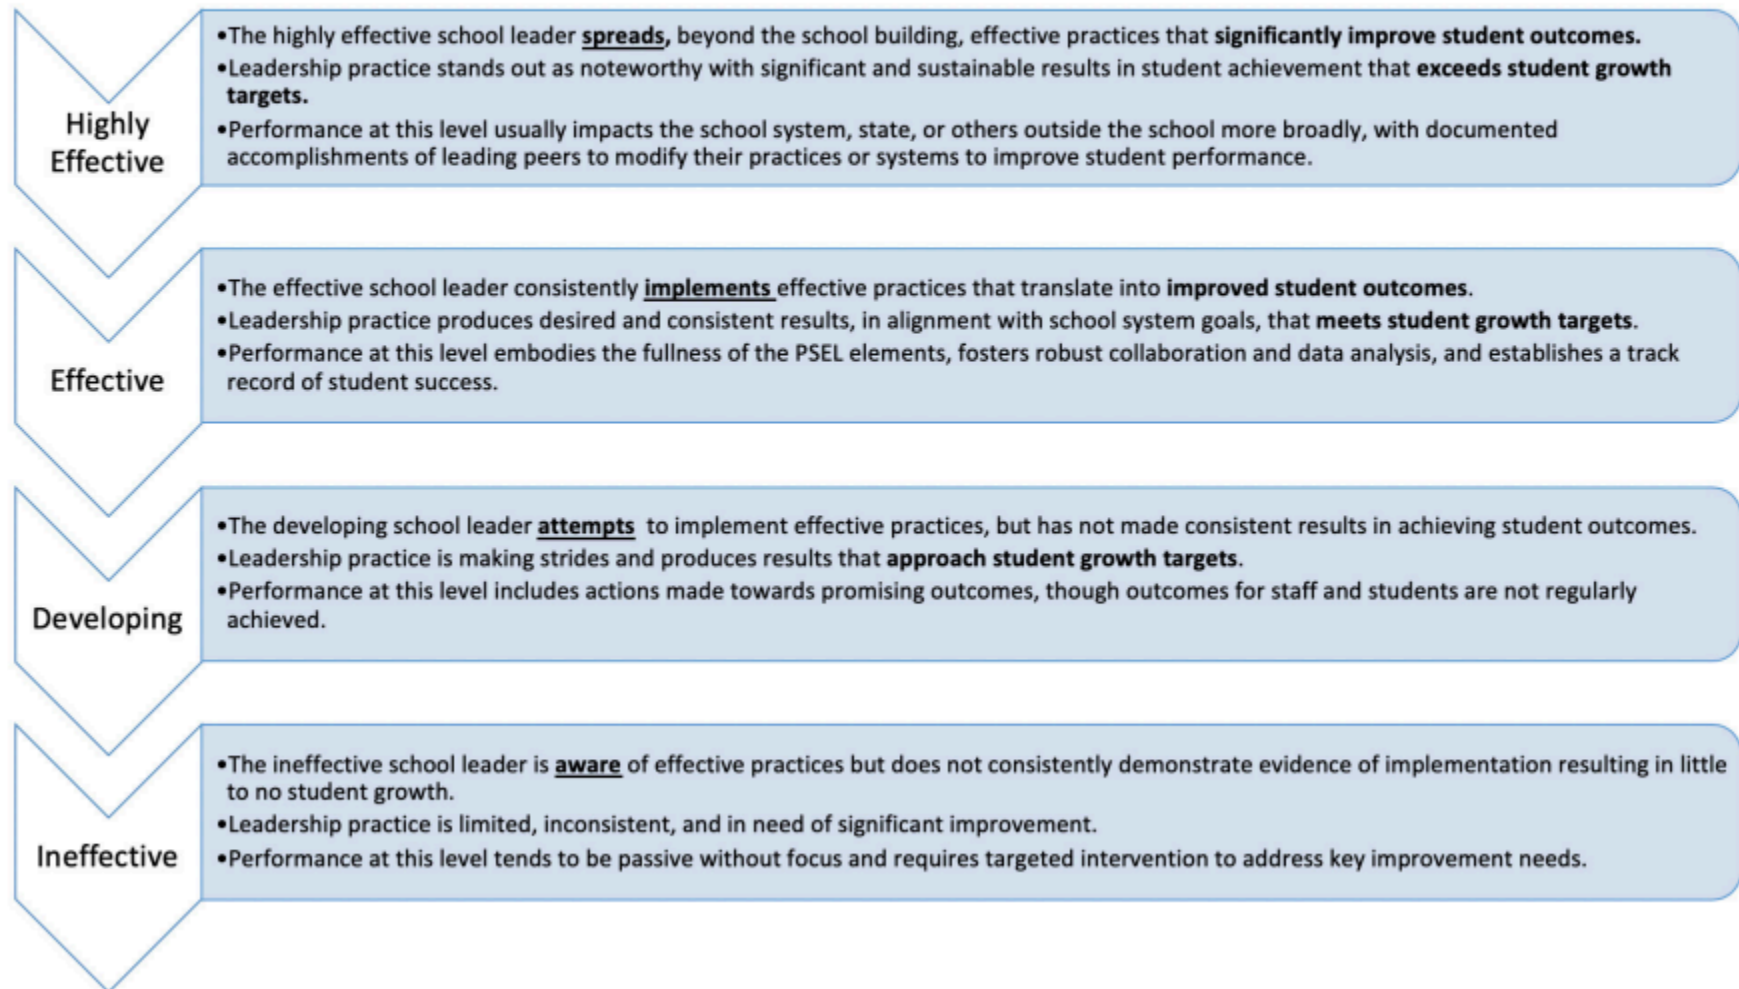 Highly
Effective
•The highly effective school leader spreads, beyond the school building, effective practices that significantly improve student outcomes.
•Leadership practice stands out as noteworthy with significant and sustainable results in student achievement that exceeds student growth
targets.
•Performance at this level usually impacts the school system, state, or others outside the school more broadly, with documented
accomplishments of leading peers to modify their practices or systems to improve student performance.
Effective
•The effective school leader consistently implements effective practices that translate into improved student outcomes.
•Leadership practice produces desired and consistent results, in alignment with school system goals, that meets student growth targets.
•Performance at this level embodies the fullness of the PSEL elements, fosters robust collaboration and data analysis, and establishes a track
record of student success.
Developing
•The developing school leader attempts to implement effective practices, but has not made consistent results in achieving student outcomes.
•Leadership practice is making strides and produces results that approach student growth targets.
•Performance at this level includes actions made towards promising outcomes, though outcomes for staff and students are not regularly
achieved.
Ineffective
•The ineffective school leader is aware of effective practices but does not consistently demonstrate evidence of implementation resulting in little
to no student growth.
•Leadership practice is limited, inconsistent, and in need of significant improvement.
•Performance at this level tends to be passive without focus and requires targeted intervention to address key improvement needs.